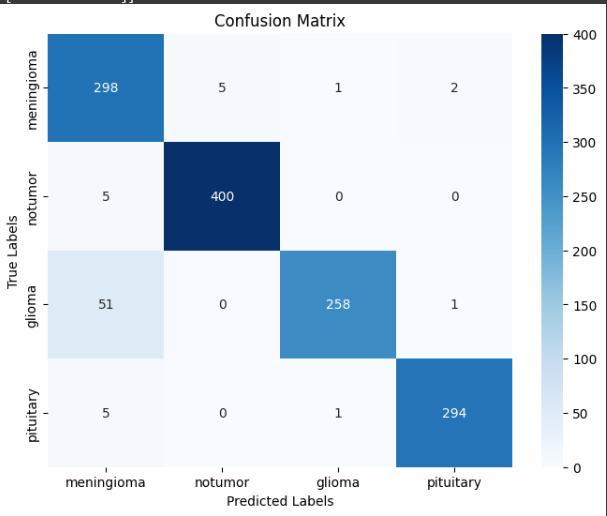 Confusion Matrix
True Labels
meningioma 298 5 1 2
notumor 5 400 0 0
glioma 51 0 258 1
pituitary 5 0 1 294
meningioma notumor glioma pituitary
Predicted Labels
400
350
300
250
200
150
100
50
0